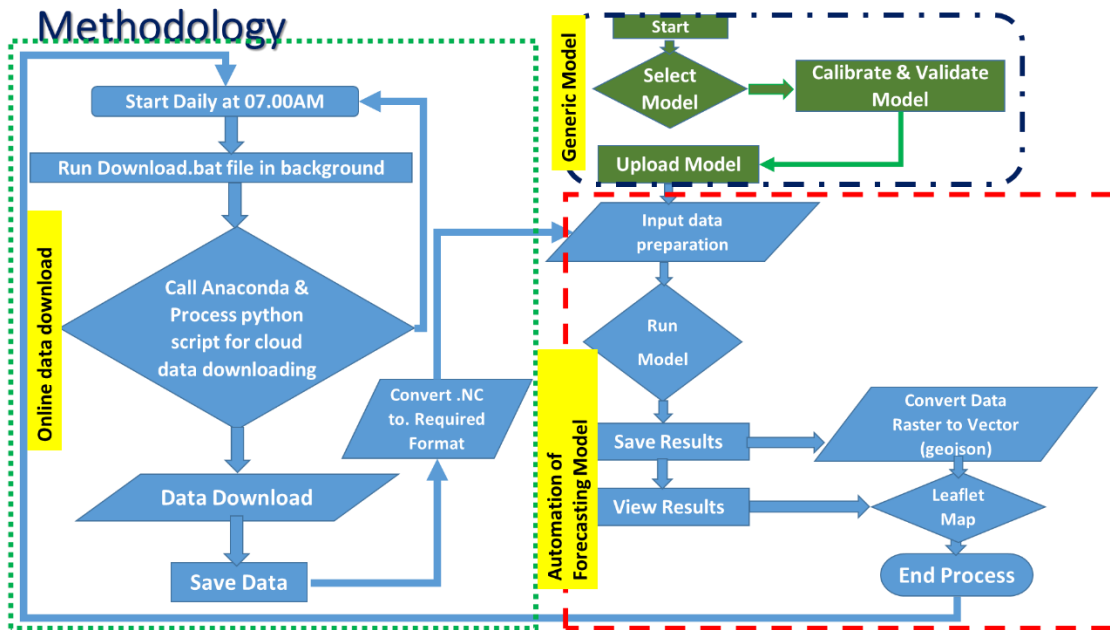 Methodology
Online data download
Start Daily at 07.00AM
Run Download.bat file in background
Call Anaconda &
Process python
script for cloud
data downloading
Data Download
Save Data
Convert .NC
to. Required
Format
Generic Model
Start
Select
Model
Calibrate & Validate
Model
Upload Model
Automation of
Forecasting Model
Input data
preparation
Run
Model
Save Results
View Results
Convert Data
Raster to Vector
(geojson)
Leaflet
Map
End Process